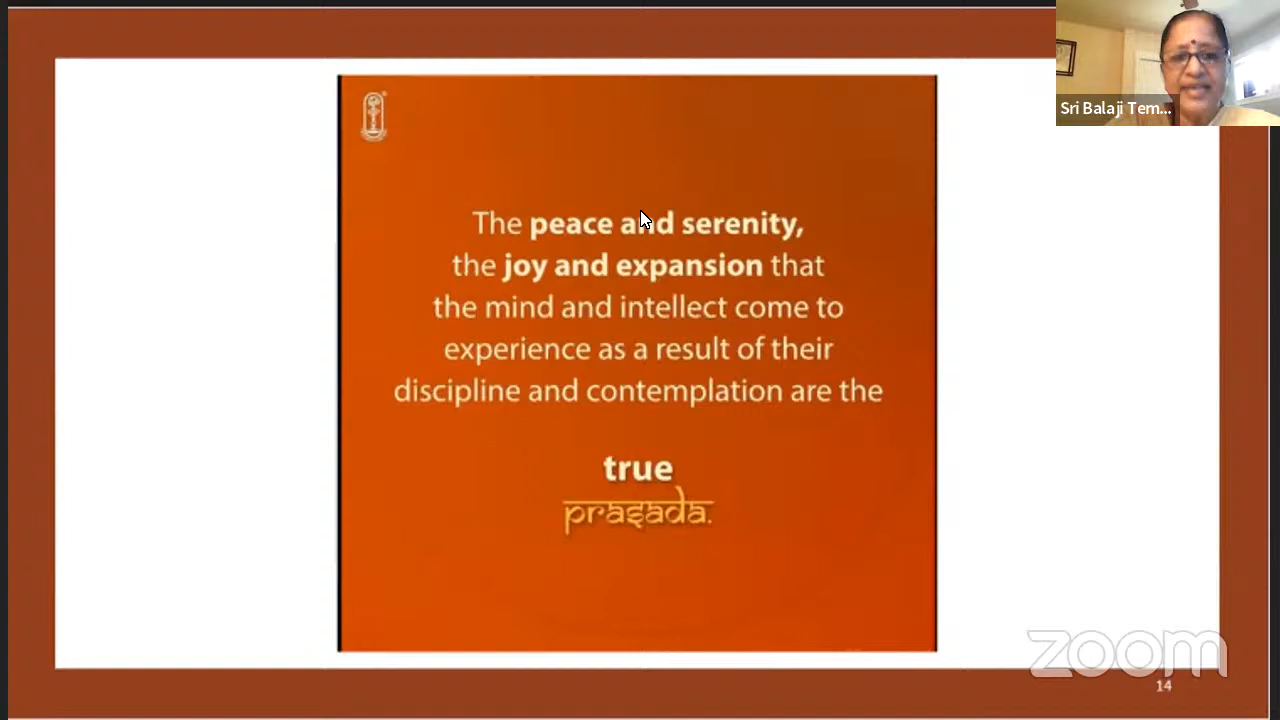 Sri Balaji Tem...
The peace and serenity,
the joy and expansion that
the mind and intellect come to
experience as a result of their
discipline and contemplation are the
true
prasada.
zoom
14